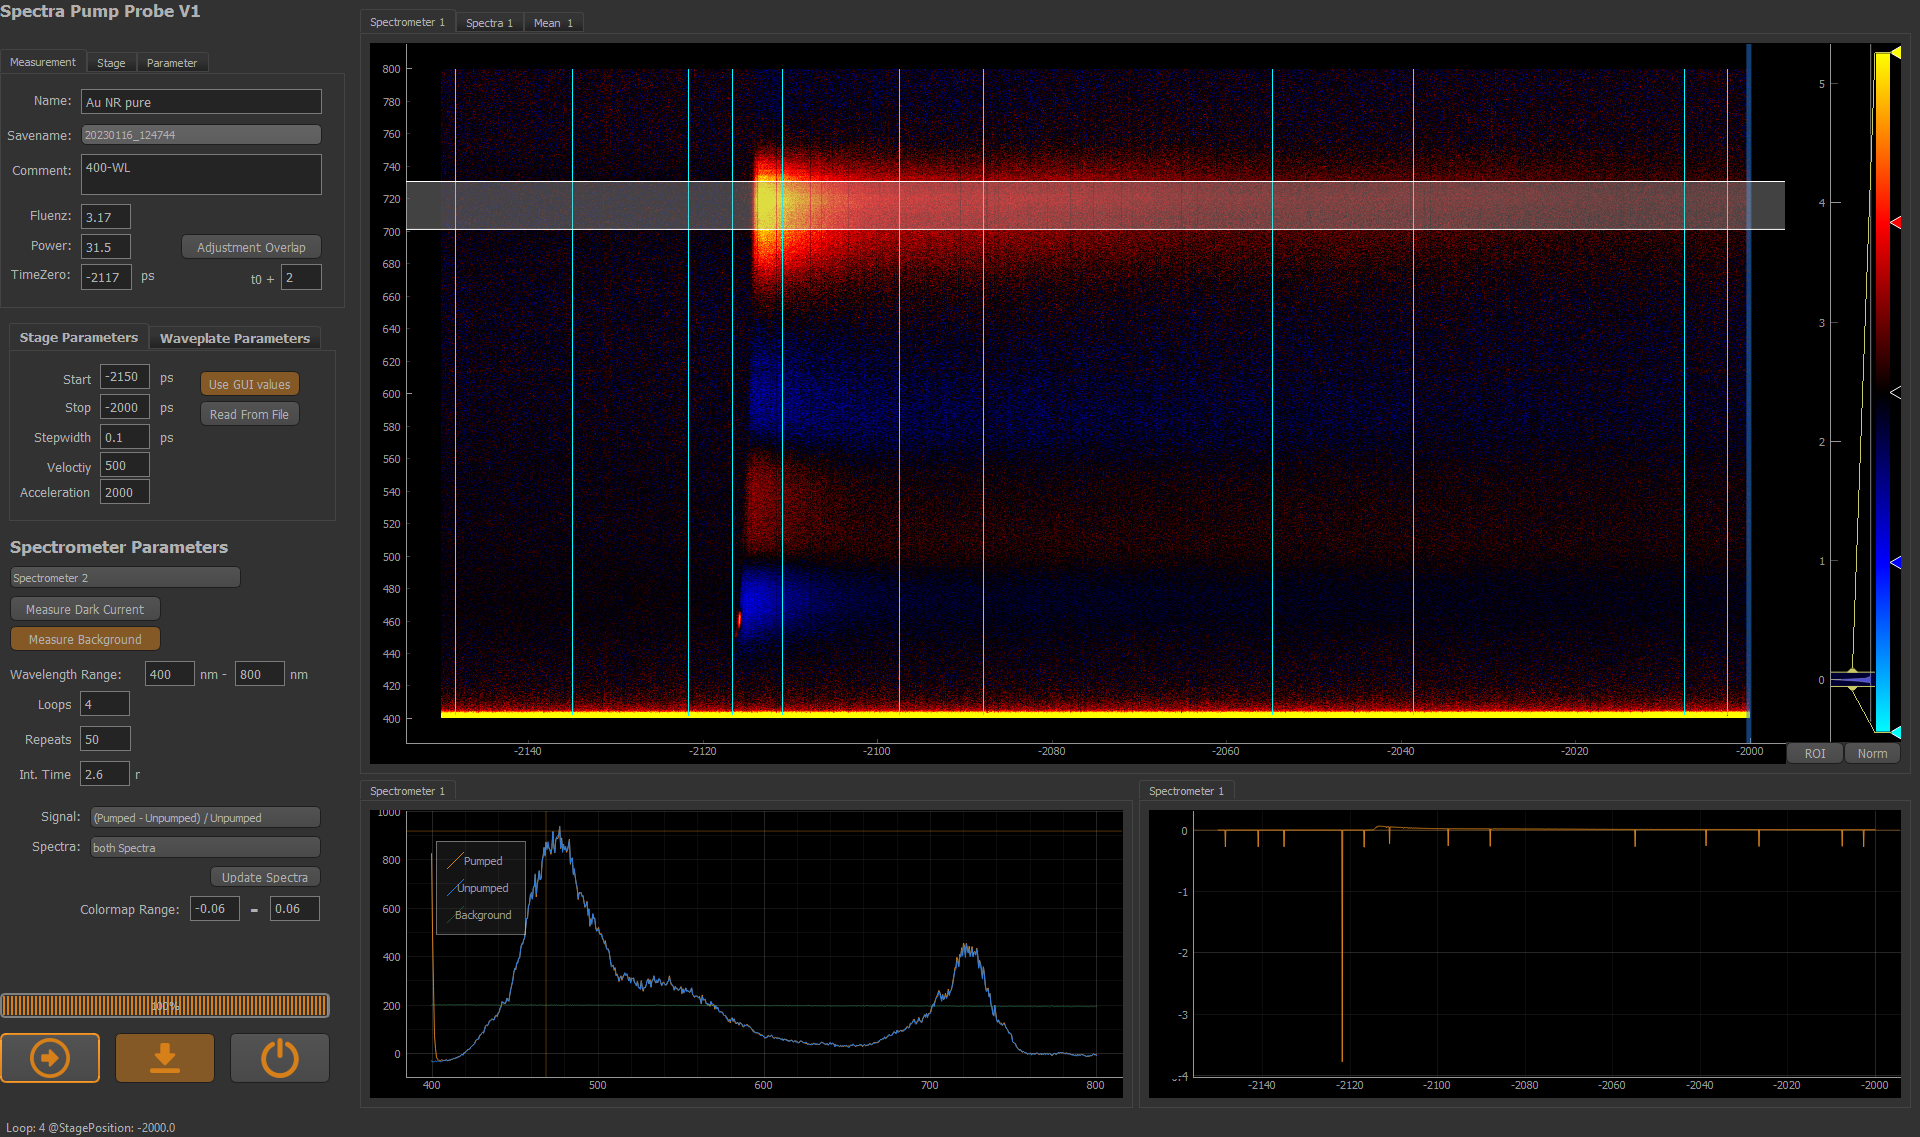 Spectra Pump Probe V1
Measurement Stage Parameter
Name: Au NR pure
Savename: 20230116_124744
Comment: 400-WL
Fluenz: 3.17
Power: 31.5 Adjustment Overlap
TimeZero: -2117 ps t0 + 2
Stage Parameters Waveplate Parameters
Start -2150 ps Use GUI values
Stop -2000 ps Read From File
Stepwidth 0.1 ps
Veloctiy 500
Acceleration 2000
Spectrometer Parameters
Spectrometer 2
Measure Dark Current
Measure Background
Wavelength Range: 400 nm - 800 nm
Loops 4
Repeats 50
Int. Time 2.6 r
Signal: (Pumped - Unpumped) / Unpumped
Spectra: both Spectra
Update Spectra
Colormap Range: -0.06 - 0.06
100%
Loop: 4 @StagePosition: -2000.0
Spectrometer 1 Spectra 1 Mean 1
800
780
760
740
720
700
680
660
640
620
600
580
560
540
520
500
480
460
440
420
400
-2140 -2120 -2100 -2080 -2060 -2040 -2020 -2000
5
4
3
2
1
0
ROI Norm
Spectrometer 1
1000
800
600
400
200
0
Pumped
Unpumped
Background
400 500 600 700 800
Spectrometer 1
0
-1
-2
-3
-4
-2140 -2120 -2100 -2080 -2060 -2040 -2020 -2000